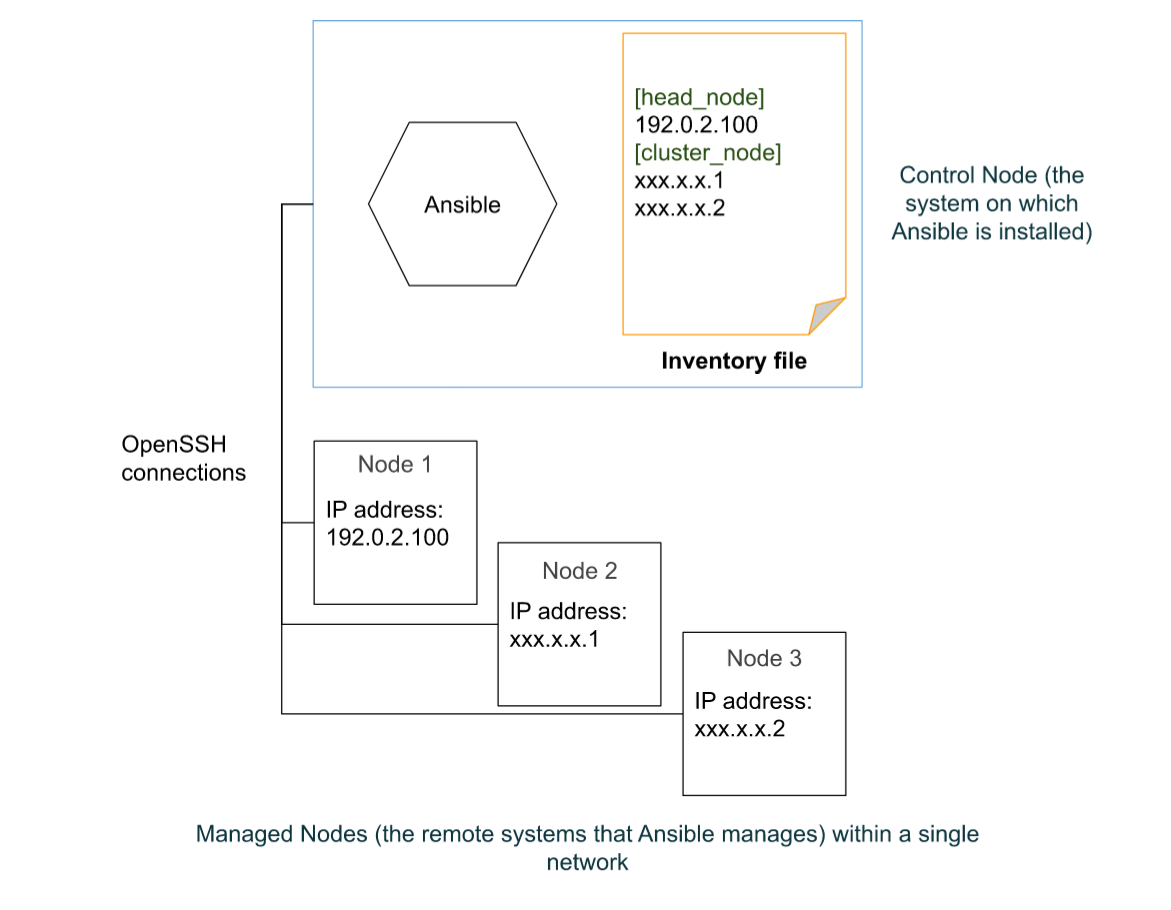 [head_node]
192.0.2.100
[cluster_node]
xxx.x.x.1
xxx.x.x.2
Ansible
Inventory file
Control Node (the
system on which
Ansible is installed)
OpenSSH
connections
Node 1
IP address:
192.0.2.100
Node 2
IP address:
xxx.x.x.1
Node 3
IP address:
xxx.x.x.2
Managed Nodes (the remote systems that Ansible manages) within a single
network